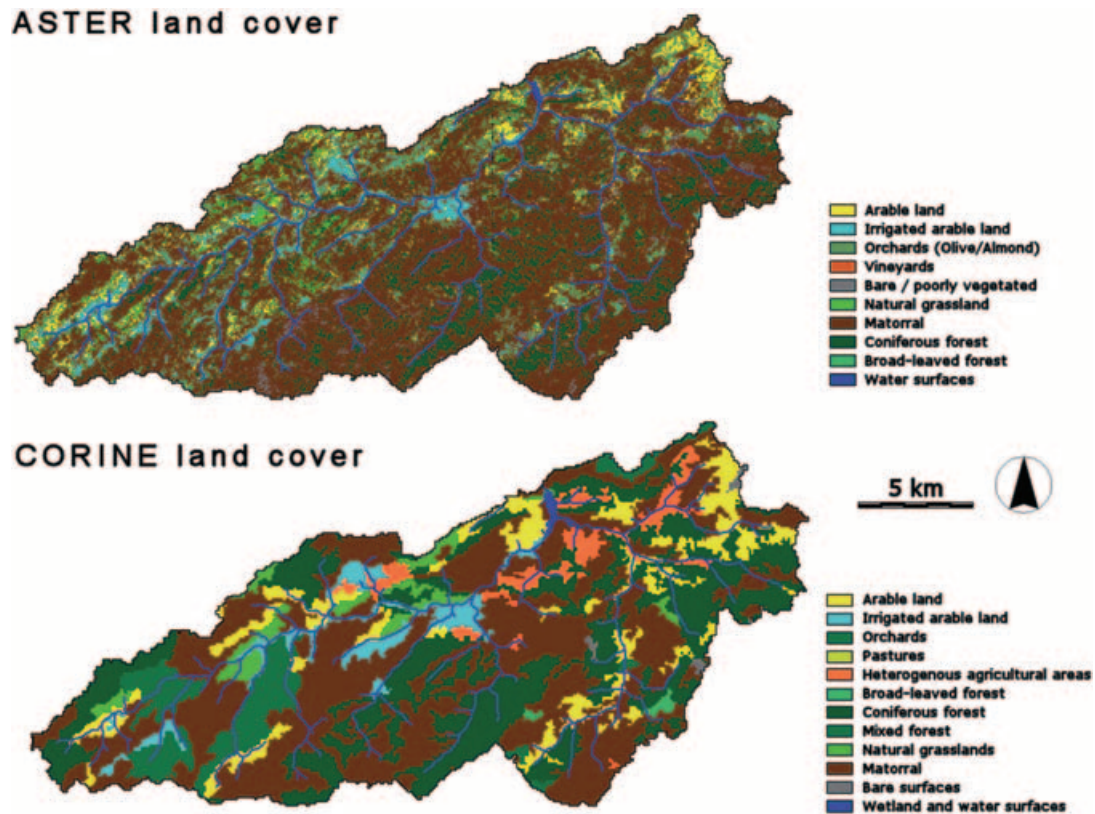 ASTER land cover
Arable land
Irrigated arable land
Orchards (Olive/Almond)
Vineyards
Bare / poorly vegetated
Natural grassland
Matorral
Coniferous forest
Broad-leaved forest
Water surfaces
CORINE land cover
5 km
Arable land
Irrigated arable land
Orchards
Pastures
Heterogenous agricultural areas
Broad-leaved forest
Coniferous forest
Mixed forest
Natural grasslands
Matorral
Bare surfaces
Wetland and water surfaces